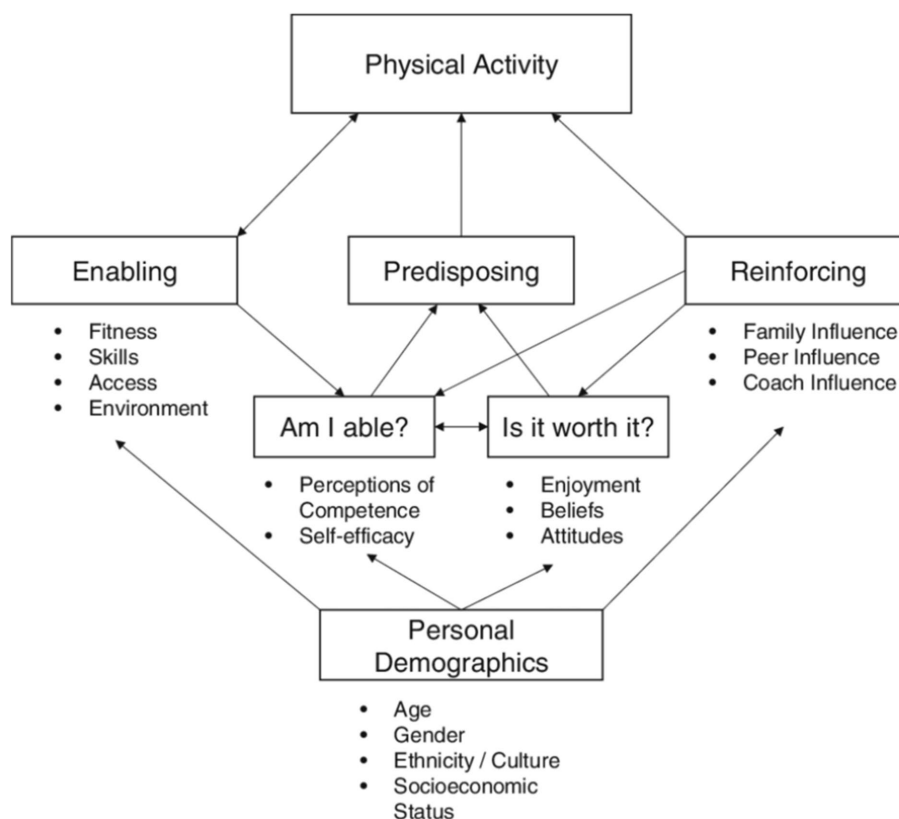 Physical Activity
Enabling
Predisposing
Reinforcing
• Fitness
• Skills
• Access
• Environment
• Family Influence
• Peer Influence
• Coach Influence
Am I able?
Is it worth it?
• Perceptions of
Competence
• Self-efficacy
• Enjoyment
• Beliefs
• Attitudes
Personal
Demographics
• Age
• Gender
• Ethnicity / Culture
• Socioeconomic
Status